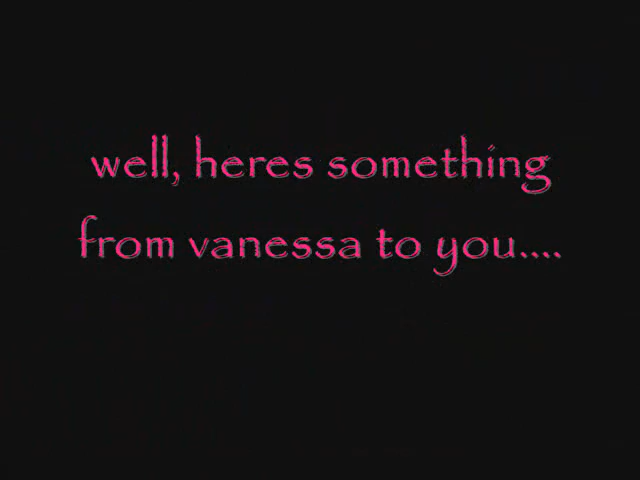 well, heres something
from vanessa to you....